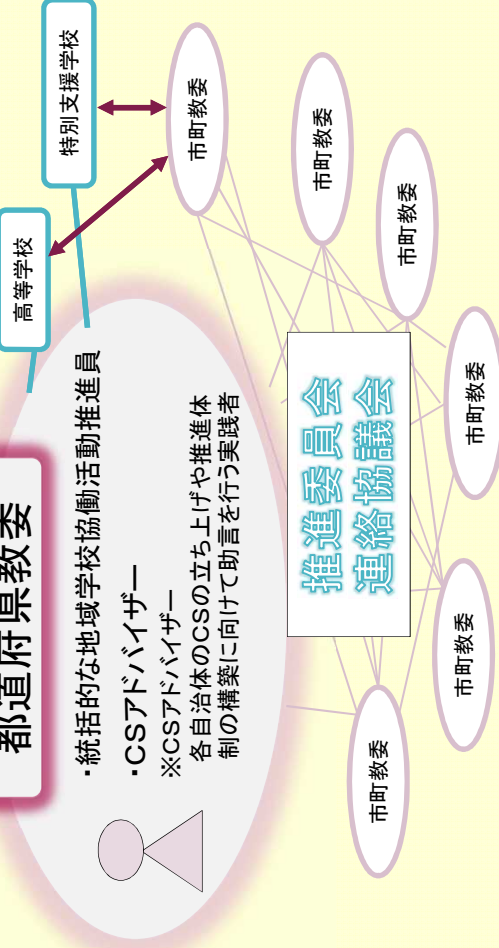 都道府県教委
・統括的な地域学校協働活動推進員
・CSアドバイザー
※CSアドバイザー
各自治体のCSの立ち上げや推進体
制の構築に向けて助言を行う実践者
高等学校
特別支援学校
推進委員会
連絡協議会
市町教委
市町教委
市町教委
市町教委
市町教委
市町教委